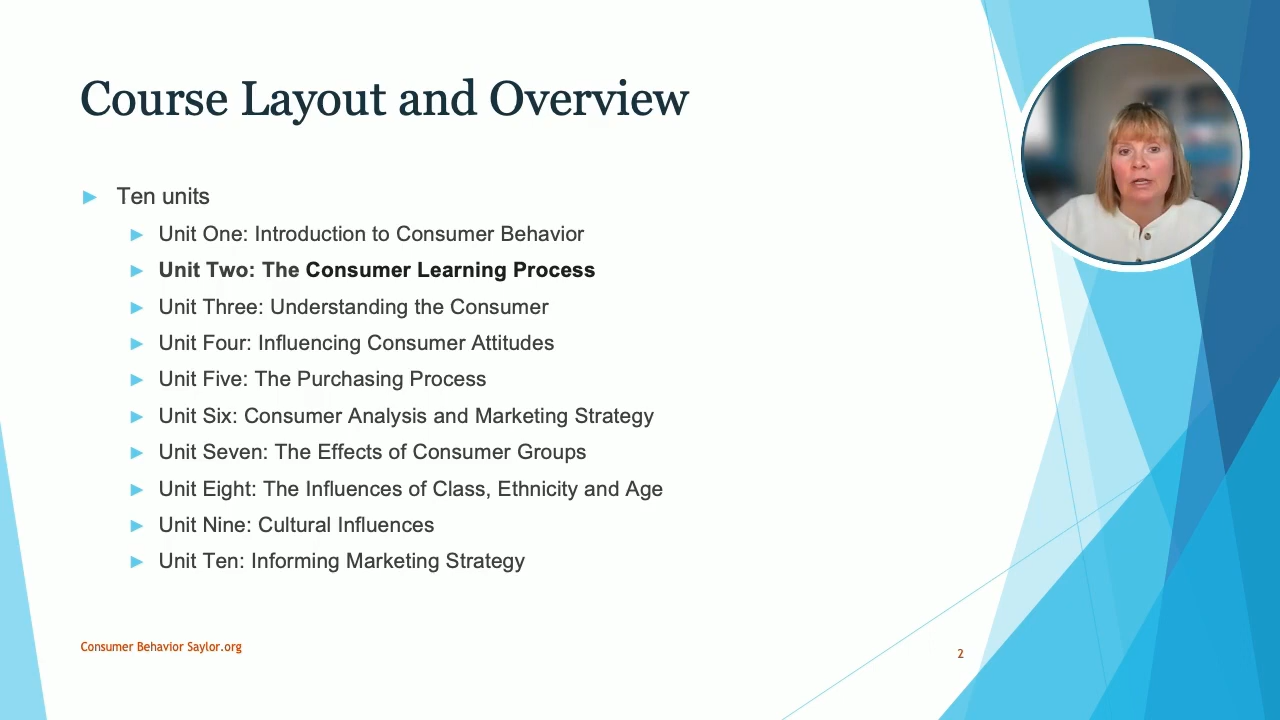 Course Layout and Overview
Ten units
Unit One: Introduction to Consumer Behavior
Unit Two: The Consumer Learning Process
Unit Three: Understanding the Consumer
Unit Four: Influencing Consumer Attitudes
Unit Five: The Purchasing Process
Unit Six: Consumer Analysis and Marketing Strategy
Unit Seven: The Effects of Consumer Groups
Unit Eight: The Influences of Class, Ethnicity and Age
Unit Nine: Cultural Influences
Unit Ten: Informing Marketing Strategy
Consumer Behavior Saylor.org
2